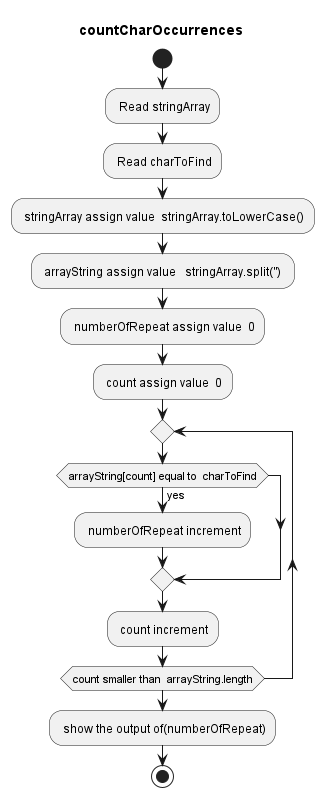 countCharOccurrences
Read stringArray
Read charToFind
stringArray assign value stringArray.toLowerCase()
arrayString assign value stringArray.split('')
numberOfRepeat assign value 0
count assign value 0
arrayString[count] equal to charToFind
yes
numberOfRepeat increment
count increment
count smaller than arrayString.length
show the output of(numberOfRepeat)